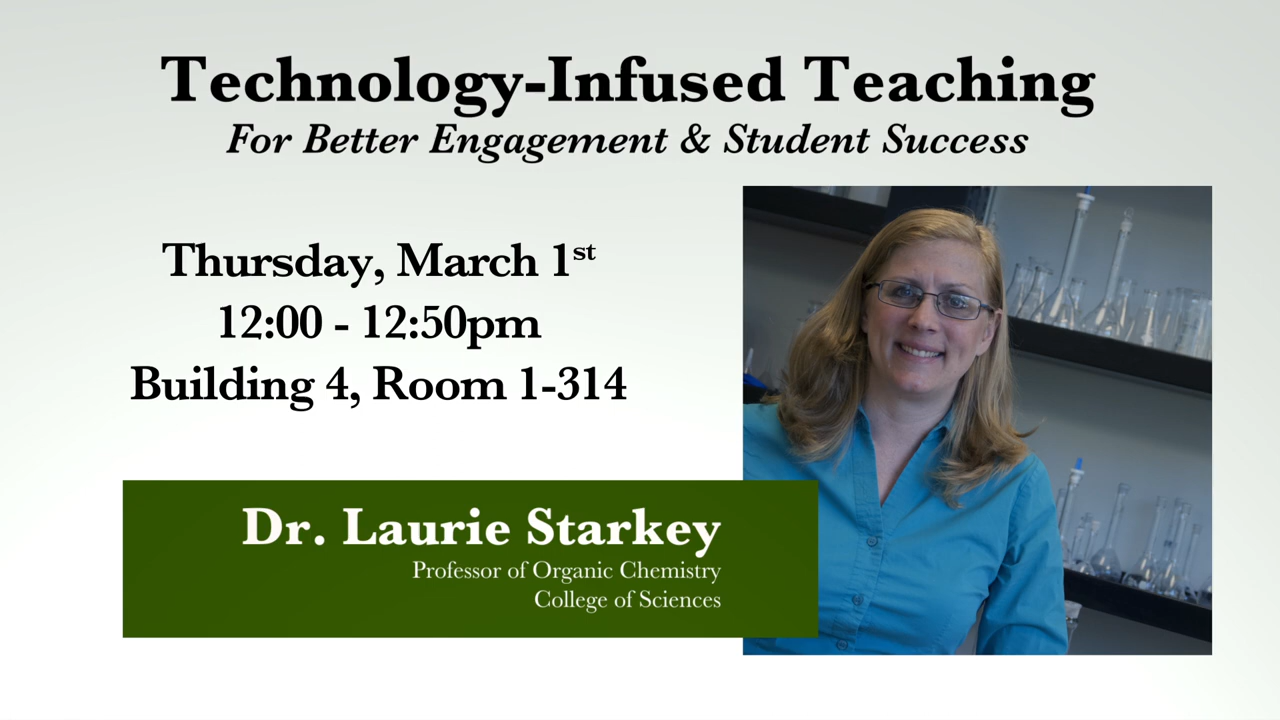 Technology-Infused Teaching
For Better Engagement & Student Success
Thursday, March 1st
12:00 - 12:50pm
Building 4, Room 1-314
Dr. Laurie Starkey
Professor of Organic Chemistry
College of Sciences